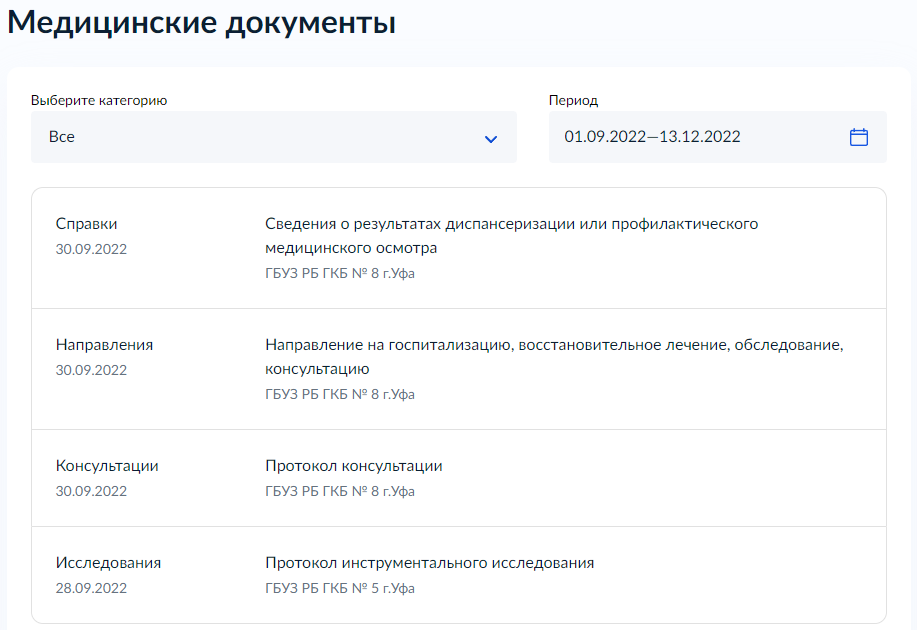 Медицинские документы
Выберите категорию
Период
Все
01.09.2022—13.12.2022
Справки
30.09.2022
Сведения о результатах диспансеризации или профилактического
медицинского осмотра
ГБУЗ РБ ГКБ № 8 г.Уфа
Направления
30.09.2022
Направление на госпитализацию, восстановительное лечение, обследование,
консультацию
ГБУЗ РБ ГКБ № 8 г.Уфа
Консультации
30.09.2022
Протокол консультации
ГБУЗ РБ ГКБ № 8 г.Уфа
Исследования
28.09.2022
Протокол инструментального исследования
ГБУЗ РБ ГКБ № 5 г.Уфа